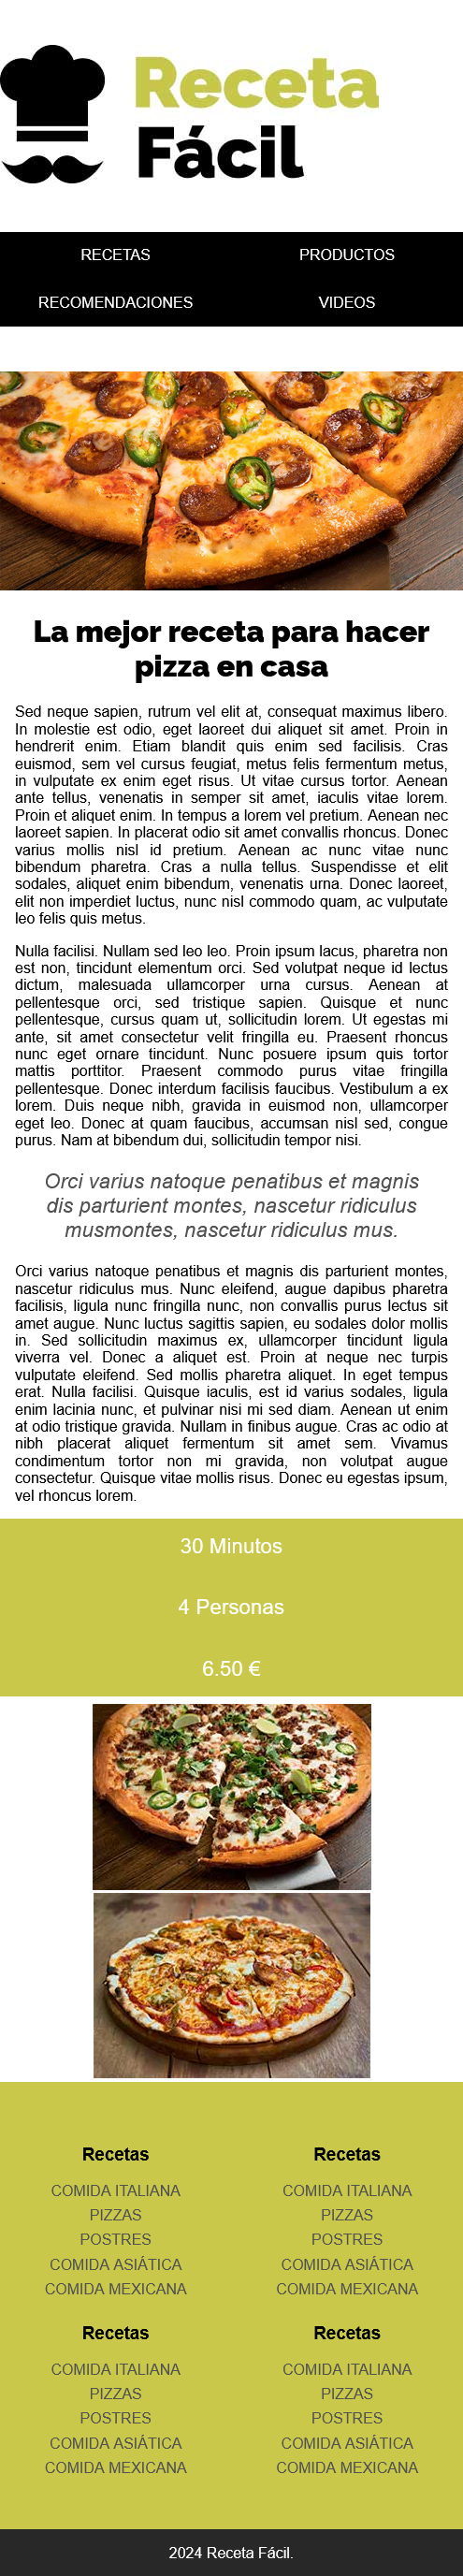 Receta
Fácil
RECETAS PRODUCTOS
RECOMENDACIONES VIDEOS
La mejor receta para hacer
pizza en casa
Sed neque sapien, rutrum vel elit at, consequat maximus libero.
In molestie est odio, eget laoreet dui aliquet sit amet. Proin in
hendrerit enim. Etiam blandit quis enim sed facilisis. Cras
euismod, sem vel cursus feugiat, metus felis fermentum metus,
in vulputate ex enim eget risus. Ut vitae cursus tortor. Aenean
ante tellus, venenatis in semper sit amet, iaculis vitae lorem.
Proin et aliquet enim. In tempus a lorem vel pretium. Aenean nec
laoreet sapien. In placerat odio sit amet convallis rhoncus. Donec
varius mollis nisl id pretium. Aenean ac nunc vitae nunc
bibendum pharetra. Cras a nulla tellus. Suspendisse et elit
sodales, aliquet enim bibendum, venenatis urna. Donec laoreet,
elit non imperdiet luctus, nunc nisl commodo quam, ac vulputate
leo felis quis metus.
Nulla facilisi. Nullam sed leo leo. Proin ipsum lacus, pharetra non
est non, tincidunt elementum orci. Sed volutpat neque id lectus
dictum, malesuada ullamcorper urna cursus. Aenean at
pellentesque orci, sed tristique sapien. Quisque et nunc
pellentesque, cursus quam ut, sollicitudin lorem. Ut egestas mi
ante, sit amet consectetur velit fringilla eu. Praesent rhoncus
nunc eget ornare tincidunt. Nunc posuere ipsum quis tortor
mattis porttitor. Praesent commodo purus vitae fringilla
pellentesque. Donec interdum facilisis faucibus. Vestibulum a ex
lorem. Duis neque nibh, gravida in euismod non, ullamcorper
eget leo. Donec at quam faucibus, accumsan nisl sed, congue
purus. Nam at bibendum dui, sollicitudin tempor nisi.
Orci varius natoque penatibus et magnis
dis parturient montes, nascetur ridiculus
musmontes, nascetur ridiculus mus.
Orci varius natoque penatibus et magnis dis parturient montes,
nascetur ridiculus mus. Nunc eleifend, augue dapibus pharetra
facilisis, ligula nunc fringilla nunc, non convallis purus lectus sit
amet augue. Nunc luctus sagittis sapien, eu sodales dolor mollis
in. Sed sollicitudin maximus ex, ullamcorper tincidunt ligula
viverra vel. Donec a aliquet est. Proin at neque nec turpis
vulputate eleifend. Sed mollis pharetra aliquet. In eget tempus
erat. Nulla facilisi. Quisque iaculis, est id varius sodales, ligula
enim lacinia nunc, et pulvinar nisi mi sed diam. Aenean ut enim
at odio tristique gravida. Nullam in finibus augue. Cras ac odio at
nibh placerat aliquet fermentum sit amet sem. Vivamus
condimentum tortor non mi gravida, non volutpat augue
consectetur. Quisque vitae mollis risus. Donec eu egestas ipsum,
vel rhoncus lorem.
30 Minutos
4 Personas
6.50 €
Recetas
COMIDA ITALIANA
PIZZAS
POSTRES
COMIDA ASIÁTICA
COMIDA MEXICANA
Recetas
COMIDA ITALIANA
PIZZAS
POSTRES
COMIDA ASIÁTICA
COMIDA MEXICANA
Recetas
COMIDA ITALIANA
PIZZAS
POSTRES
COMIDA ASIÁTICA
COMIDA MEXICANA
Recetas
COMIDA ITALIANA
PIZZAS
POSTRES
COMIDA ASIÁTICA
COMIDA MEXICANA
2024 Receta Fácil.